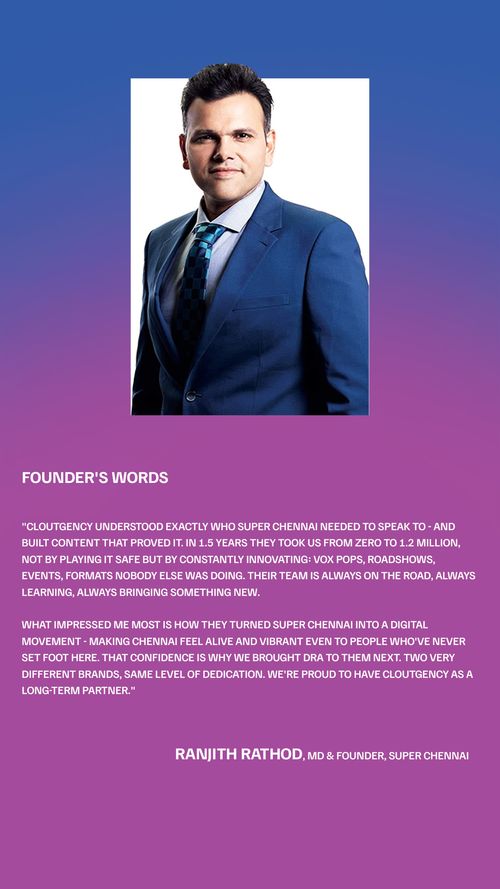 FOUNDER'S WORDS
"CLOUTGENCY UNDERSTOOD EXACTLY WHO SUPER CHENNAI NEEDED TO SPEAK TO - AND
BUILT CONTENT THAT PROVED IT. IN 1.5 YEARS THEY TOOK US FROM ZERO TO 1.2 MILLION,
NOT BY PLAYING IT SAFE BUT BY CONSTANTLY INNOVATING: VOX POPS, ROADSHOWS,
EVENTS, FORMATS NOBODY ELSE WAS DOING. THEIR TEAM IS ALWAYS ON THE ROAD, ALWAYS
LEARNING, ALWAYS BRINGING SOMETHING NEW.
WHAT IMPRESSED ME MOST IS HOW THEY TURNED SUPER CHENNAI INTO A DIGITAL
MOVEMENT - MAKING CHENNAI FEEL ALIVE AND VIBRANT EVEN TO PEOPLE WHO'VE NEVER
SET FOOT HERE. THAT CONFIDENCE IS WHY WE BROUGHT DRA TO THEM NEXT. TWO VERY
DIFFERENT BRANDS, SAME LEVEL OF DEDICATION. WE'RE PROUD TO HAVE CLOUTGENCY AS A
LONG-TERM PARTNER."
RANJITH RATHOD, MD & FOUNDER, SUPER CHENNAI